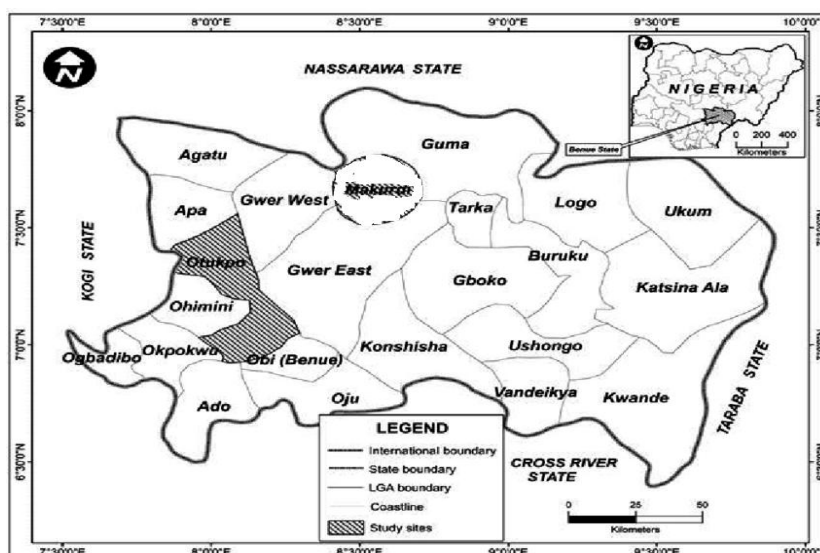 7°30'0"E 8°0'0"E 8°30'0"E 9°0'0"E 9°30'0"E 10°0'0"E
N
NASSARAWA STATE
N
NIGERIA
Benue State
0 200 400
Kilometers
8°0'0"N
Guma
Agatu
Gwer West
Makurdi
Logo
Apa
Tarka
Ukum
7°30'0"N
KOGI STATE
Otukpo
Gwer East
Buruku
Gboko
Katsina Ala
Ohimini
7°0'0"N
Ogbadibo
Okpokwu
Obi (Benue)
Konshisha
Ushongo
Vandeikya
Kwande
TARABA STATE
Ado
Oju
LEGEND
International boundary
State boundary
LGA boundary
Coastline
Study sites
CROSS RIVER
STATE
6°30'0"N
0 25 50
Kilometers
7°30'0"E 8°0'0"E 8°30'0"E 9°0'0"E 9°30'0"E 10°0'0"E